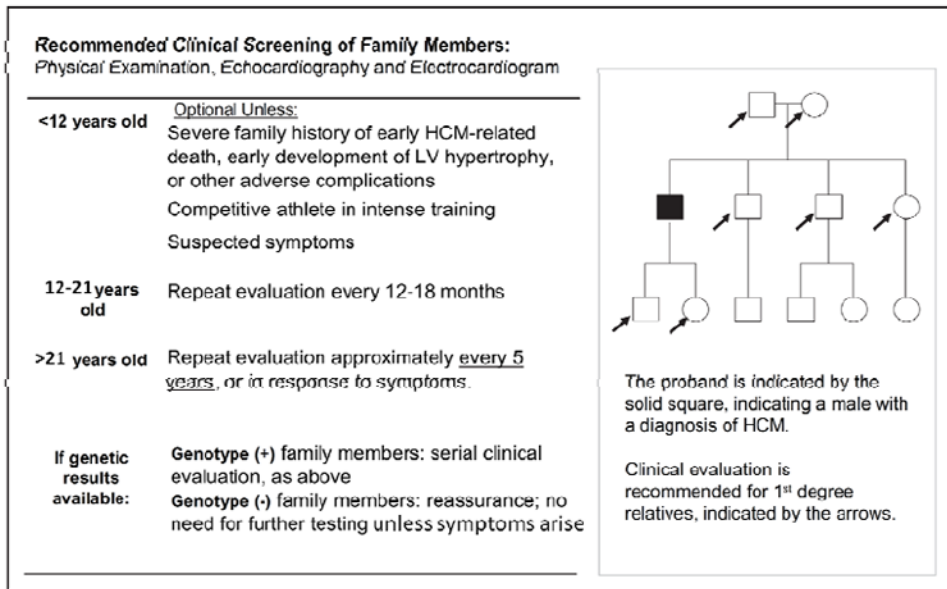 Recommended Clinical Screening of Family Members:
Physical Examination, Echocardiography and Electrocardiogram
<12 years old
Optional Unless:
Severe family history of early HCM-related
death, early development of LV hypertrophy,
or other adverse complications
Competitive athlete in intense training
Suspected symptoms
12-21 years
old
Repeat evaluation every 12-18 months
>21 years old
Repeat evaluation approximately every 5
years, or in response to symptoms.
If genetic
results
available:
Genotype (+) family members: serial clinical
evaluation, as above
Genotype (-) family members: reassurance; no
need for further testing unless symptoms arise
The proband is indicated by the
solid square, indicating a male with
a diagnosis of HCM.
Clinical evaluation is
recommended for 1st degree
relatives, indicated by the arrows.